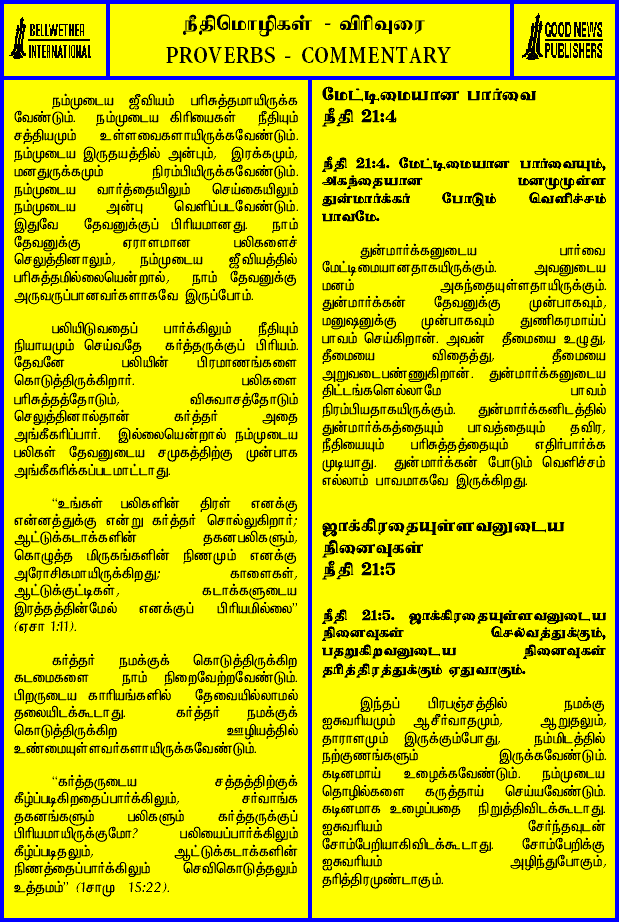 BELLWETHER
INTERNATIONAL
நீதிமொழிகள் - விரிவுரை
PROVERBS - COMMENTARY
GOOD NEWS
PUBLISHERS
நம்முடைய ஜீவியம் பரிசுத்தமாயிருக்க
வேண்டும். நம்முடைய கிரியைகள் நீதியும்
சத்தியமும் உள்ளவைகளாயிருக்கவேண்டும்.
நம்முடைய இருதயத்தில் அன்பும், இரக்கமும்,
மனதுருக்கமும் நிரம்பியிருக்கவேண்டும்.
நம்முடைய வார்த்தையிலும் செய்கையிலும்
நம்முடைய அன்பு வெளிப்படவேண்டும்.
இதுவே தேவனுக்குப் பிரியமானது. நாம்
தேவனுக்கு ஏராளமான பலிகளைச்
செலுத்தினாலும், நம்முடைய ஜீவியத்தில்
பரிசுத்தமில்லையென்றால், நாம் தேவனுக்கு
அருவருப்பானவர்களாகவே இருப்போம்.
பலியிடுவதைப் பார்க்கிலும் நீதியும்
நியாயமும் செய்வதே கர்த்தருக்குப் பிரியம்.
தேவனே பலியின் பிரமாணங்களை
கொடுத்திருக்கிறார். பலிகளை
பரிசுத்தத்தோடும், விசுவாசத்தோடும்
செலுத்தினால்தான் கர்த்தர் அதை
அங்கீகரிப்பார். இல்லையென்றால் நம்முடைய
பலிகள் தேவனுடைய சமுகத்திற்கு முன்பாக
அங்கீகரிக்கப்படமாட்டாது.
“உங்கள் பலிகளின் திரள் எனக்கு
என்னத்துக்கு என்று கர்த்தர் சொல்லுகிறார்;
ஆட்டுக்கடாக்களின் தகனபலிகளும்,
கொழுத்த மிருகங்களின் நிணமும் எனக்கு
அரோசிகமாயிருக்கிறது; காளைகள்,
ஆட்டுக்குட்டிகள், கடாக்களுடைய
இரத்தத்தின்மேல் எனக்குப் பிரியமில்லை”
(ஏசா 1:11).
கர்த்தர் நமக்குக் கொடுத்திருக்கிற
கடமைகளை நாம் நிறைவேற்றவேண்டும்.
பிறருடைய காரியங்களில் தேவையில்லாமல்
தலையிடக்கூடாது. கர்த்தர் நமக்குக்
கொடுத்திருக்கிற ஊழியத்தில்
உண்மையுள்ளவர்களாயிருக்கவேண்டும்.
“கர்த்தருடைய சத்தத்திற்குக்
கீழ்ப்படிகிறதைப்பார்க்கிலும், சர்வாங்க
தகனங்களும் பலிகளும் கர்த்தருக்குப்
பிரியமாயிருக்குமோ? பலியைப்பார்க்கிலும்
கீழ்ப்படிதலும், ஆட்டுக்கடாக்களின்
நிணத்தைப்பார்க்கிலும் செவிகொடுத்தலும்
உத்தமம்” (1சாமு 15:22).
மேட்டிமையான பார்வை
நீதி 21:4
நீதி 21:4. மேட்டிமையான பார்வையும்,
அகந்தையான மனமுமுள்ள
துன்மார்க்கர் போடும் வெளிச்சம்
பாவமே.
துன்மார்க்கனுடைய பார்வை
மேட்டிமையானதாகயிருக்கும். அவனுடைய
மனம் அகந்தையுள்ளதாயிருக்கும்.
துன்மார்க்கன் தேவனுக்கு முன்பாகவும்,
மனுஷனுக்கு முன்பாகவும் துணிகரமாய்ப்
பாவம் செய்கிறான். அவன் தீமையை உழுது,
தீமையை விதைத்து, தீமையை
அறுவடைபண்ணுகிறான். துன்மார்க்கனுடைய
திட்டங்களெல்லாமே பாவம்
நிரம்பியதாகயிருக்கும். துன்மார்க்கனிடத்தில்
துன்மார்க்கத்தையும் பாவத்தையும் தவிர,
நீதியையும் பரிசுத்தத்தையும் எதிர்பார்க்க
முடியாது. துன்மார்க்கன் போடும் வெளிச்சம்
எல்லாம் பாவமாகவே இருக்கிறது.
ஜாக்கிரதையுள்ளவனுடைய
நினைவுகள்
நீதி 21:5
நீதி 21:5. ஜாக்கிரதையுள்ளவனுடைய
நினைவுகள் செல்வத்துக்கும்,
பதறுகிறவனுடைய நினைவுகள்
தரித்திரத்துக்கும் ஏதுவாகும்.
இந்தப் பிரபஞ்சத்தில் நமக்கு
ஐசுவரியமும் ஆசீர்வாதமும், ஆறுதலும்,
தாராளமும் இருக்கும்போது, நம்மிடத்தில்
நற்குணங்களும் இருக்கவேண்டும்.
கடினமாய் உழைக்கவேண்டும். நம்முடைய
தொழில்களை கருத்தாய் செய்யவேண்டும்.
கடினமாக உழைப்பதை நிறுத்திவிடக்கூடாது.
ஐசுவரியம் சேர்ந்தவுடன்
சோம்பேறியாகிவிடக்கூடாது. சோம்பேறிக்கு
ஐசுவரியம் அழிந்துபோகும்,
தரித்திரமுண்டாகும்.